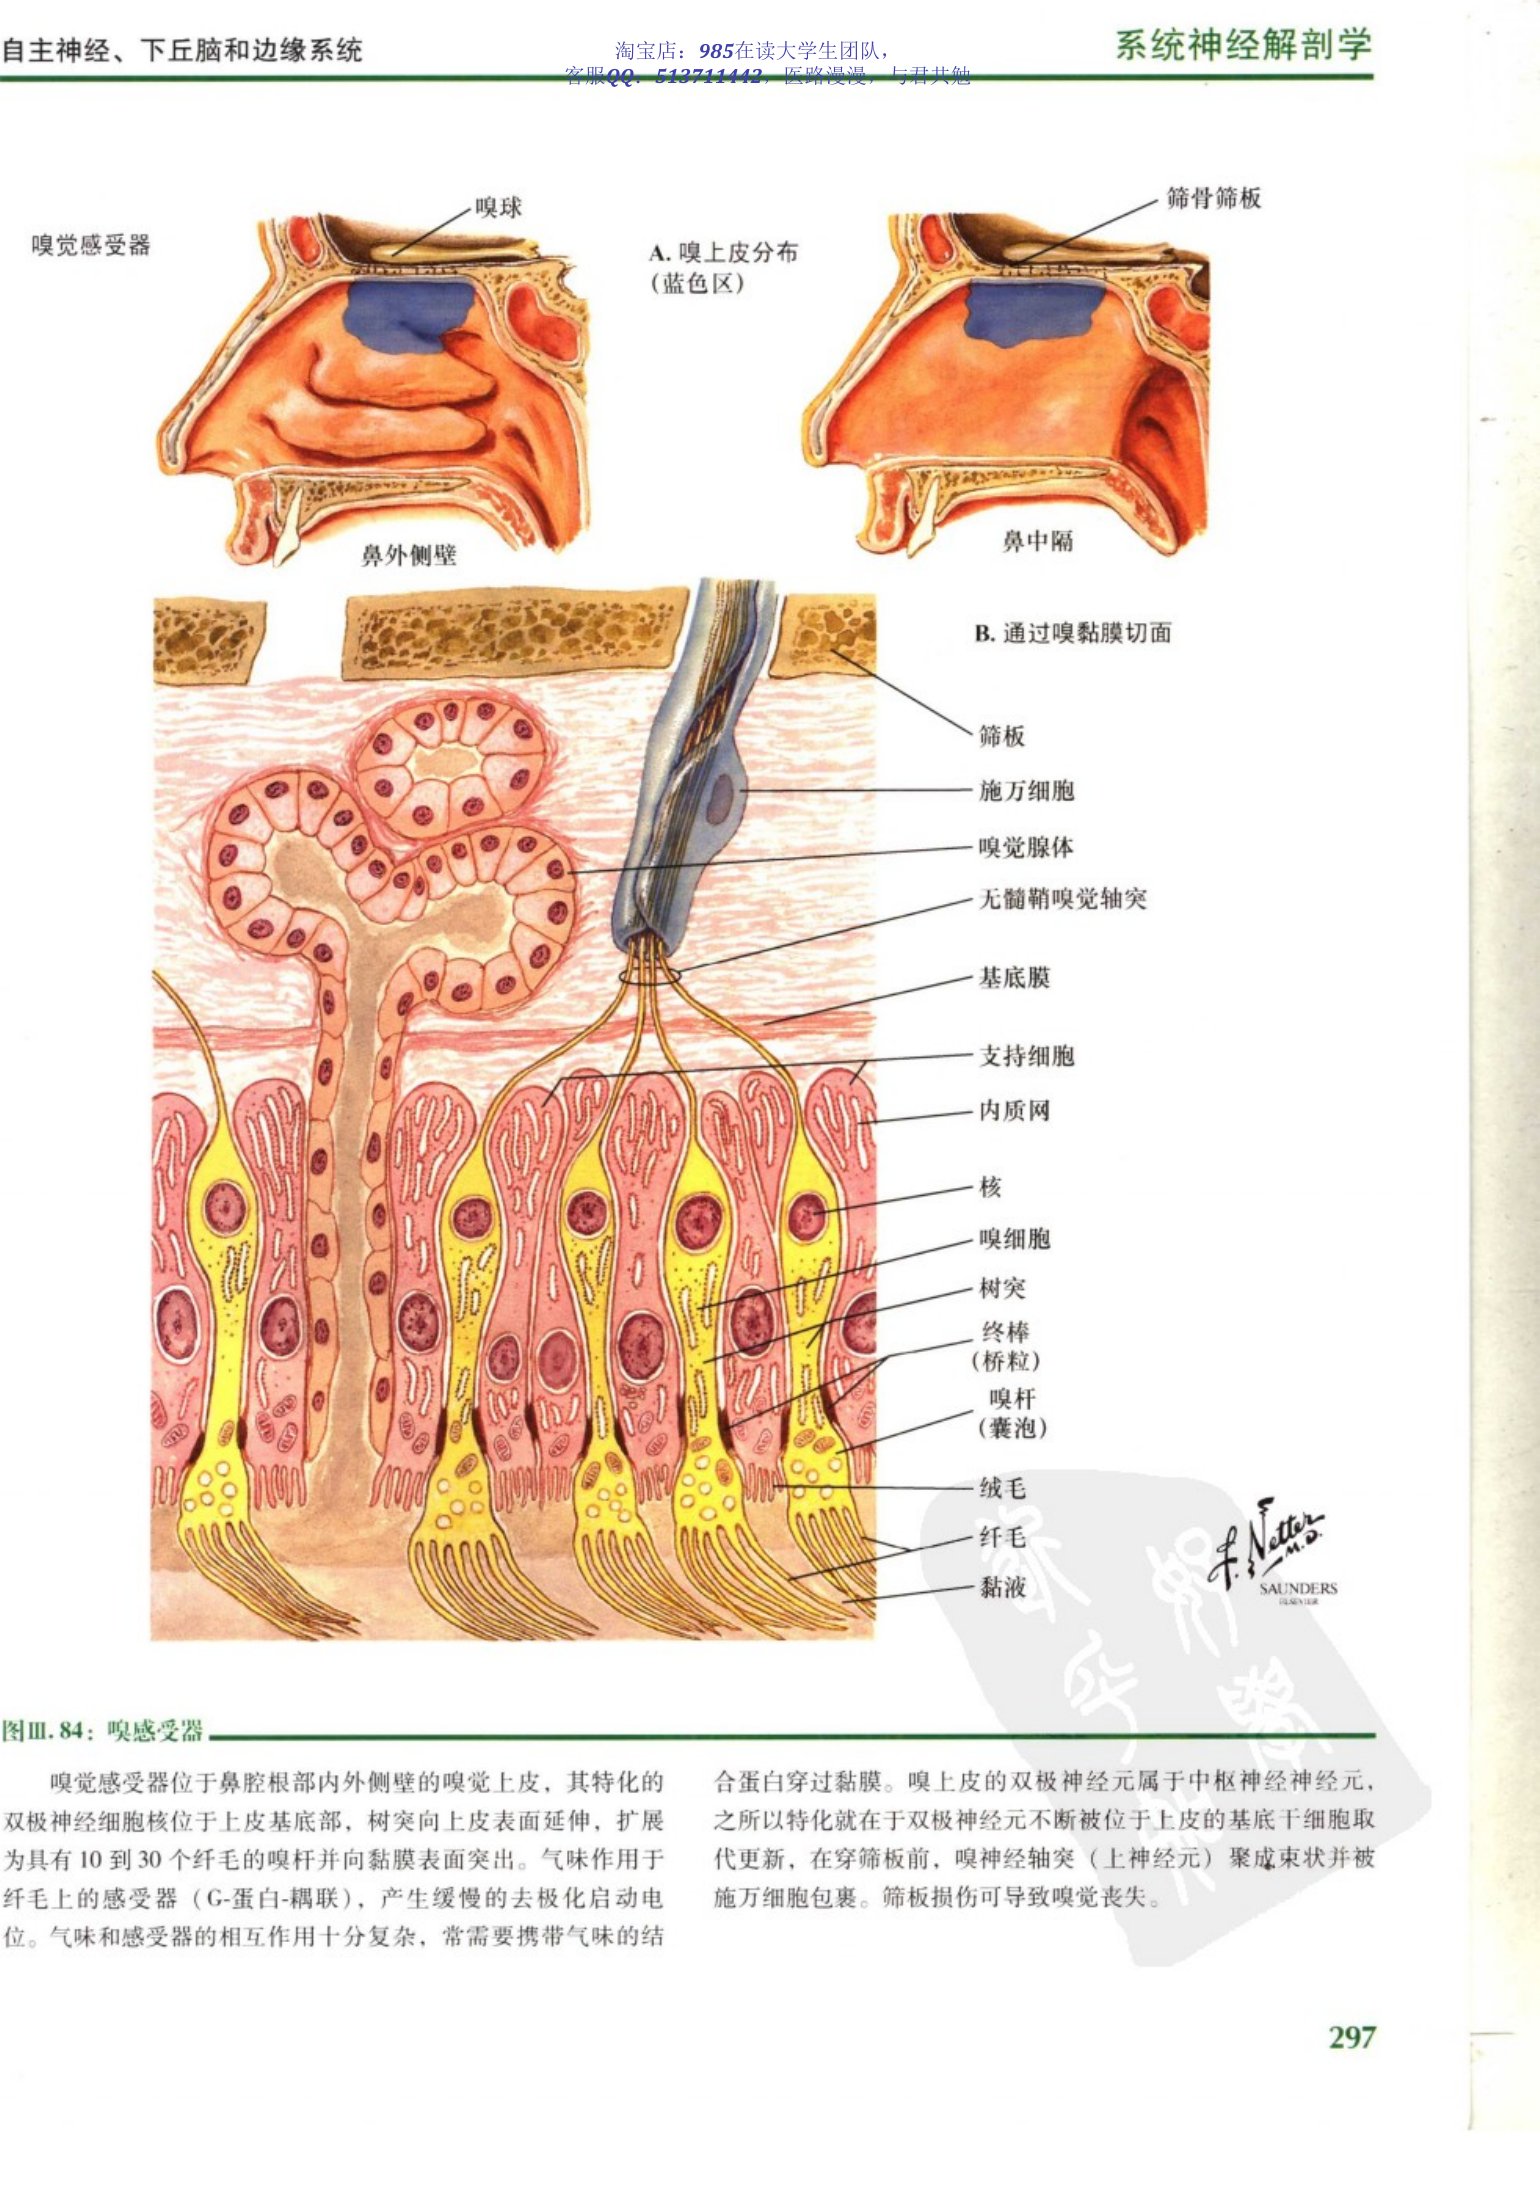 自主神经、下丘脑和边缘系统
淘宝店：985在读大学生团队，
客服QQ：513711442，医路漫漫，与君共勉
系统神经解剖学
嗅觉感受器
嗅球
A. 嗅上皮分布
（蓝色区）
筛骨筛板
鼻外侧壁
鼻中隔
B. 通过嗅黏膜切面
筛板
施万细胞
嗅觉腺体
无髓鞘嗅觉轴突
基底膜
支持细胞
内质网
核
嗅细胞
树突
终棒
（桥粒）
嗅杆
（囊泡）
绒毛
纤毛
黏液
F. Netter
M.D.
SAUNDERS
ELSEVIER
图Ⅲ. 84：嗅感受器
嗅觉感受器位于鼻腔根部内外侧壁的嗅觉上皮，其特化的
双极神经细胞核位于上皮基底部，树突向上皮表面延伸，扩展
为具有 10 到 30 个纤毛的嗅杆并向黏膜表面突出。气味作用于
纤毛上的感受器（G-蛋白-耦联），产生缓慢的去极化启动电
位。气味和感受器的相互作用十分复杂，常需要携带气味的结
合蛋白穿过黏膜。嗅上皮的双极神经元属于中枢神经神经元，
之所以特化就在于双极神经元不断被位于上皮的基底干细胞取
代更新，在穿筛板前，嗅神经轴突（上神经元）聚成束状并被
施万细胞包裹。筛板损伤可导致嗅觉丧失。
297